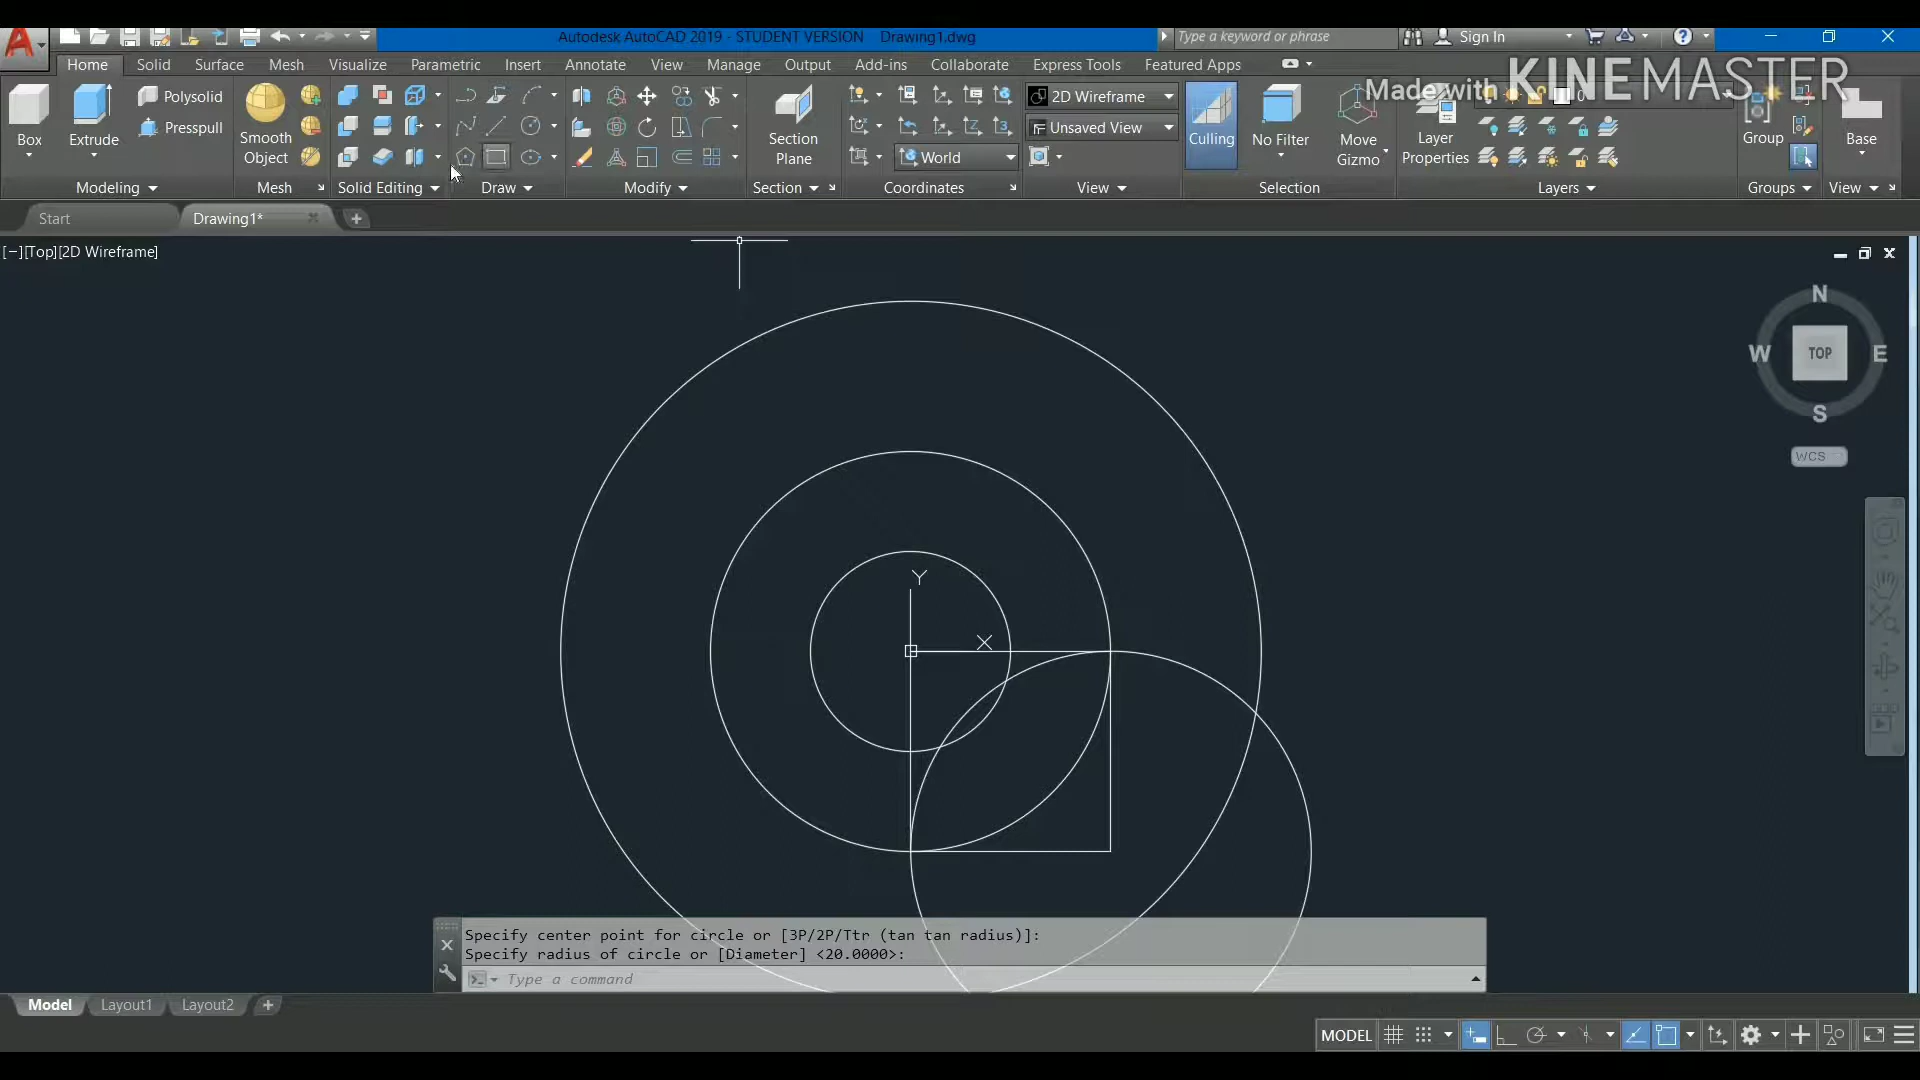 Autodesk AutoCAD 2019 - STUDENT VERSION Drawing1.dwg
Type a keyword or phrase
Sign In
Home Solid Surface Mesh Visualize Parametric Insert Annotate View Manage Output Add-ins Collaborate Express Tools Featured Apps
Made with KINEMASTER
Box
Extrude
Polysolid
Presspull
Smooth
Object
Section
Plane
World
2D Wireframe
Unsaved View
Culling
No Filter
Move
Gizmo
Layer
Properties
0
Group
Base
Modeling Mesh Solid Editing Draw Modify Section Coordinates View Selection Layers Groups View
Start Drawing1*
[−][Top][2D Wireframe]
N
W TOP E
S
WCS
Y
X
Specify center point for circle or [3P/2P/Ttr (tan tan radius)]:
Specify radius of circle or [Diameter] <20.0000>:
Type a command
Model Layout1 Layout2
MODEL